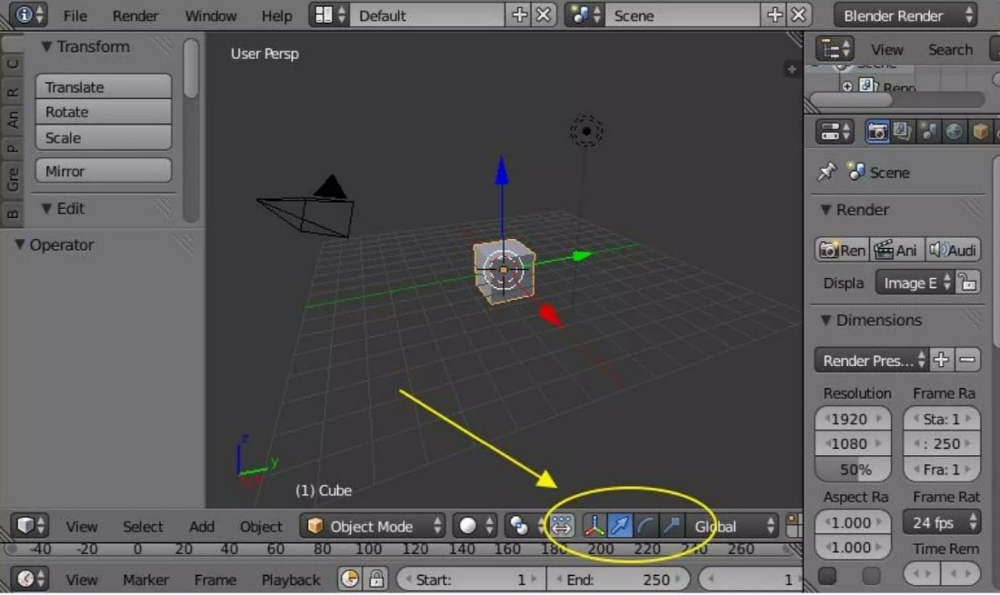 File Render Window Help Default Scene Blender Render
Transform
Translate
Rotate
Scale
Mirror
Edit
Operator
C
R
An
P
Gre
B
User Persp
z
y
(1) Cube
View Search
Scene
Scene
Render
Ren Ani Audi
Displa Image E
Dimensions
Render Pres...
Resolution Frame Ra
1920 Sta: 1
1080 : 250
50% Fra: 1
Aspect Ra Frame Rat
1.000 24 fps
1.000 Time Rem
View Select Add Object Object Mode Global
-40 -20 0 20 40 60 80 100 120 140 160 180 200 220 240 260
View Marker Frame Playback Start: 1 End: 250 1